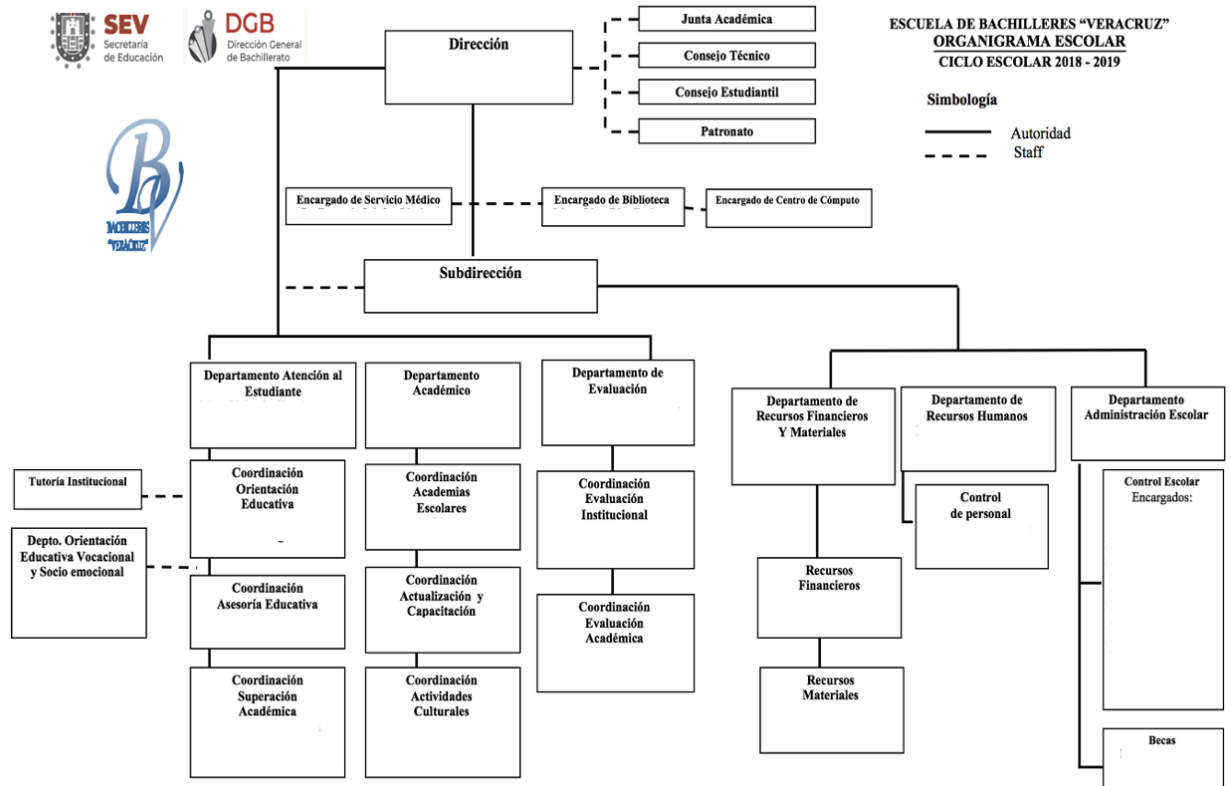 SEV
Secretaría
de Educación
DGB
Dirección General
de Bachillerato
BV
BACHILLERES
"VERACRUZ"
ESCUELA DE BACHILLERES “VERACRUZ”
ORGANIGRAMA ESCOLAR
CICLO ESCOLAR 2018 - 2019
Simbología
Autoridad
Staff
Dirección
Junta Académica
Consejo Técnico
Consejo Estudiantil
Patronato
Encargado de Servicio Médico
Encargado de Biblioteca
Encargado de Centro de Cómputo
Subdirección
Departamento Atención al
Estudiante
Departamento
Académico
Departamento de
Evaluación
Departamento de
Recursos Financieros
Y Materiales
Departamento de
Recursos Humanos
Departamento
Administración Escolar
Tutoría Institucional
Depto. Orientación
Educativa Vocacional
y Socio emocional
Coordinación
Orientación
Educativa
Coordinación
Asesoría Educativa
Coordinación
Superación
Académica
Coordinación
Academias
Escolares
Coordinación
Actualización y
Capacitación
Coordinación
Actividades
Culturales
Coordinación
Evaluación
Institucional
Coordinación
Evaluación
Académica
Recursos
Financieros
Recursos
Materiales
Control
de personal
Control Escolar
Encargados:
Becas